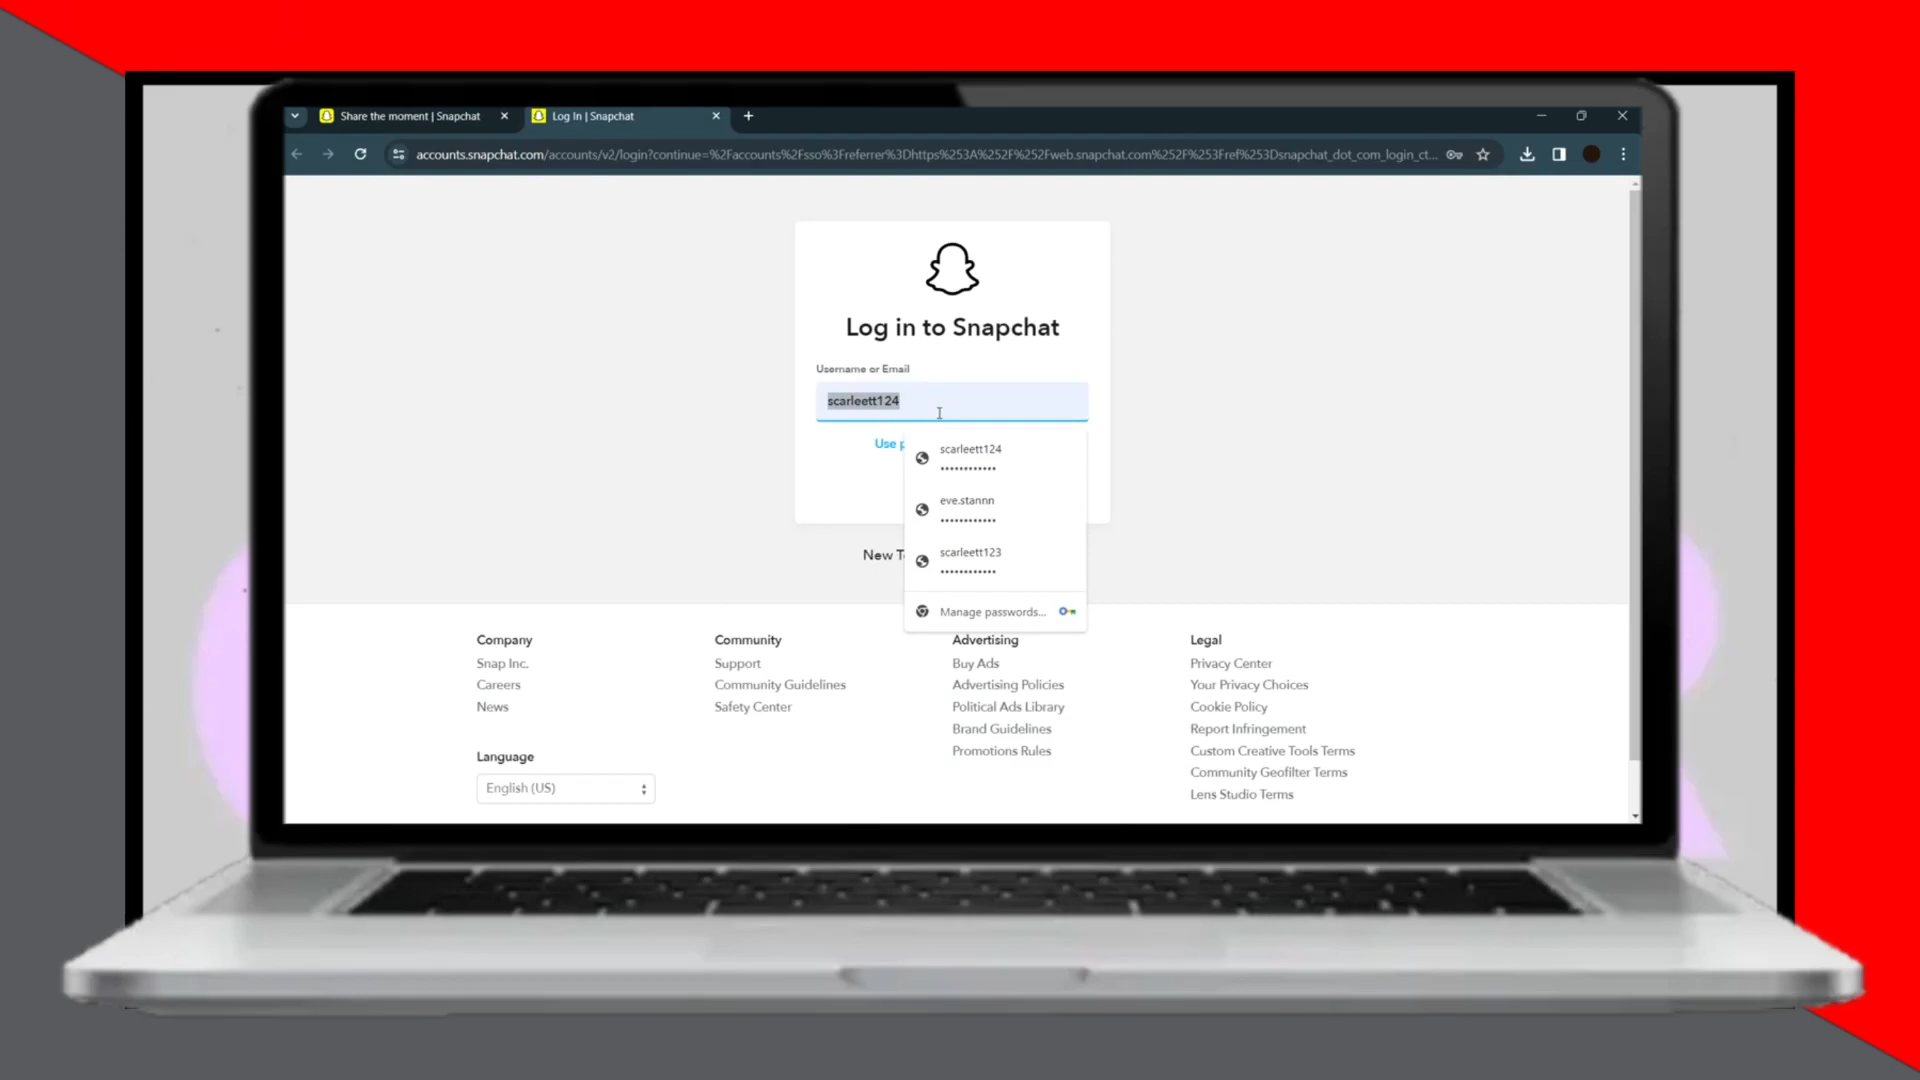 Share the moment | Snapchat
Log In | Snapchat
accounts.snapchat.com/accounts/v2/login?continue=%2Faccounts%2Fsso%3Freferrer%3Dhttps%253A%252F%252Fweb.snapchat.com%252F%253Fref%253Dsnapchat_dot_com_login_ct...
Log in to Snapchat
Username or Email
scarleett124
Use p
scarleett124
••••••••••••
eve.stannn
••••••••••••
scarleett123
••••••••••••
New T
Manage passwords...
Company
Snap Inc.
Careers
News
Community
Support
Community Guidelines
Safety Center
Advertising
Buy Ads
Advertising Policies
Political Ads Library
Brand Guidelines
Promotions Rules
Legal
Privacy Center
Your Privacy Choices
Cookie Policy
Report Infringement
Custom Creative Tools Terms
Community Geofilter Terms
Lens Studio Terms
Language
English (US)